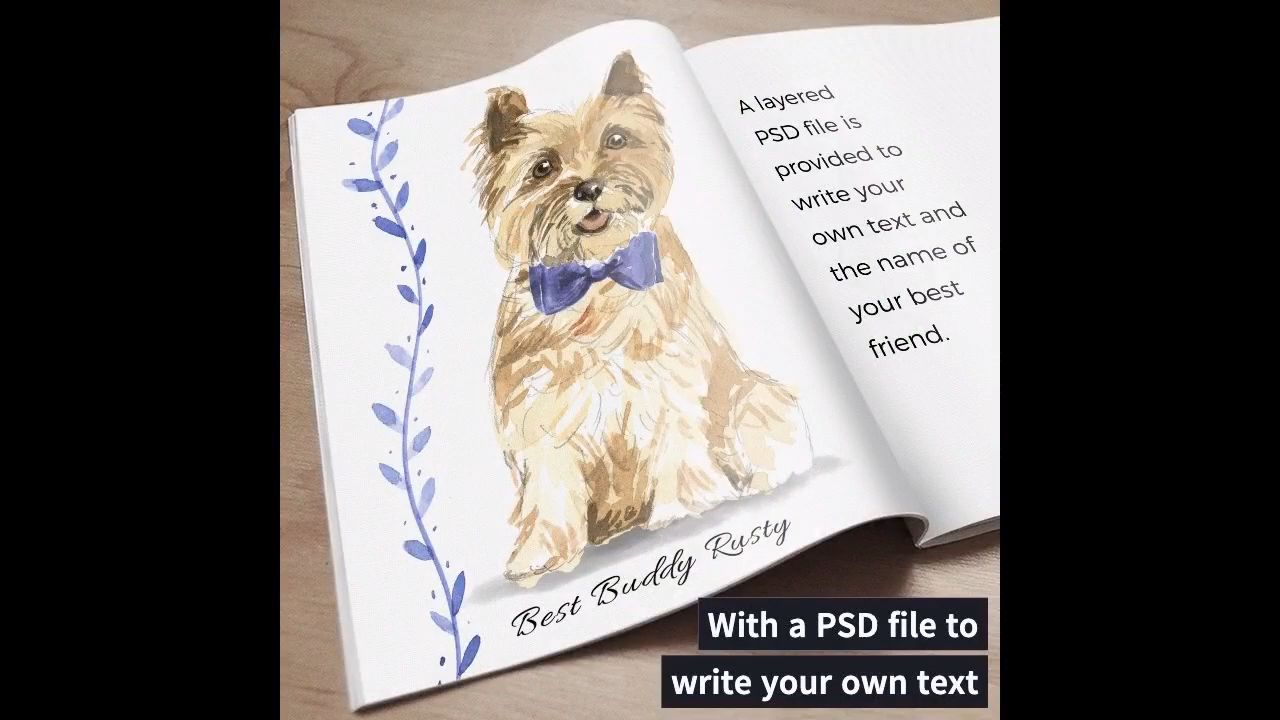 A layered
PSD file is
provided to
write your
own text and
the name of
your best
friend.
Best Buddy Rusty
With a PSD file to
write your own text